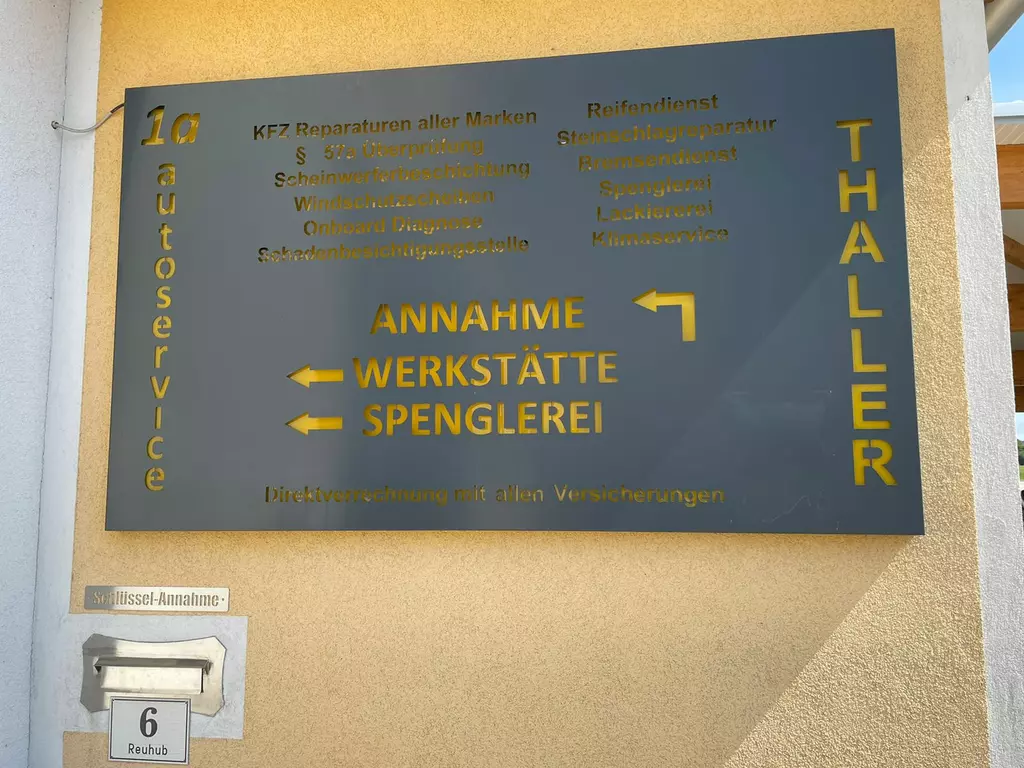 1a autoservice
KFZ Reparaturen aller Marken
§ 57a Überprüfung
Scheinwerferbeschichtung
Windschutzscheiben
Onboard Diagnose
Schadenbesichtigungsstelle
Reifendienst
Steinschlagreparatur
Bremsendienst
Spenglerei
Lackiererei
Klimaservice
THALLER
ANNAHME
WERKSTÄTTE
SPENGLEREI
Direktverrechnung mit allen Versicherungen
Schlüssel-Annahme
6
Reuhub